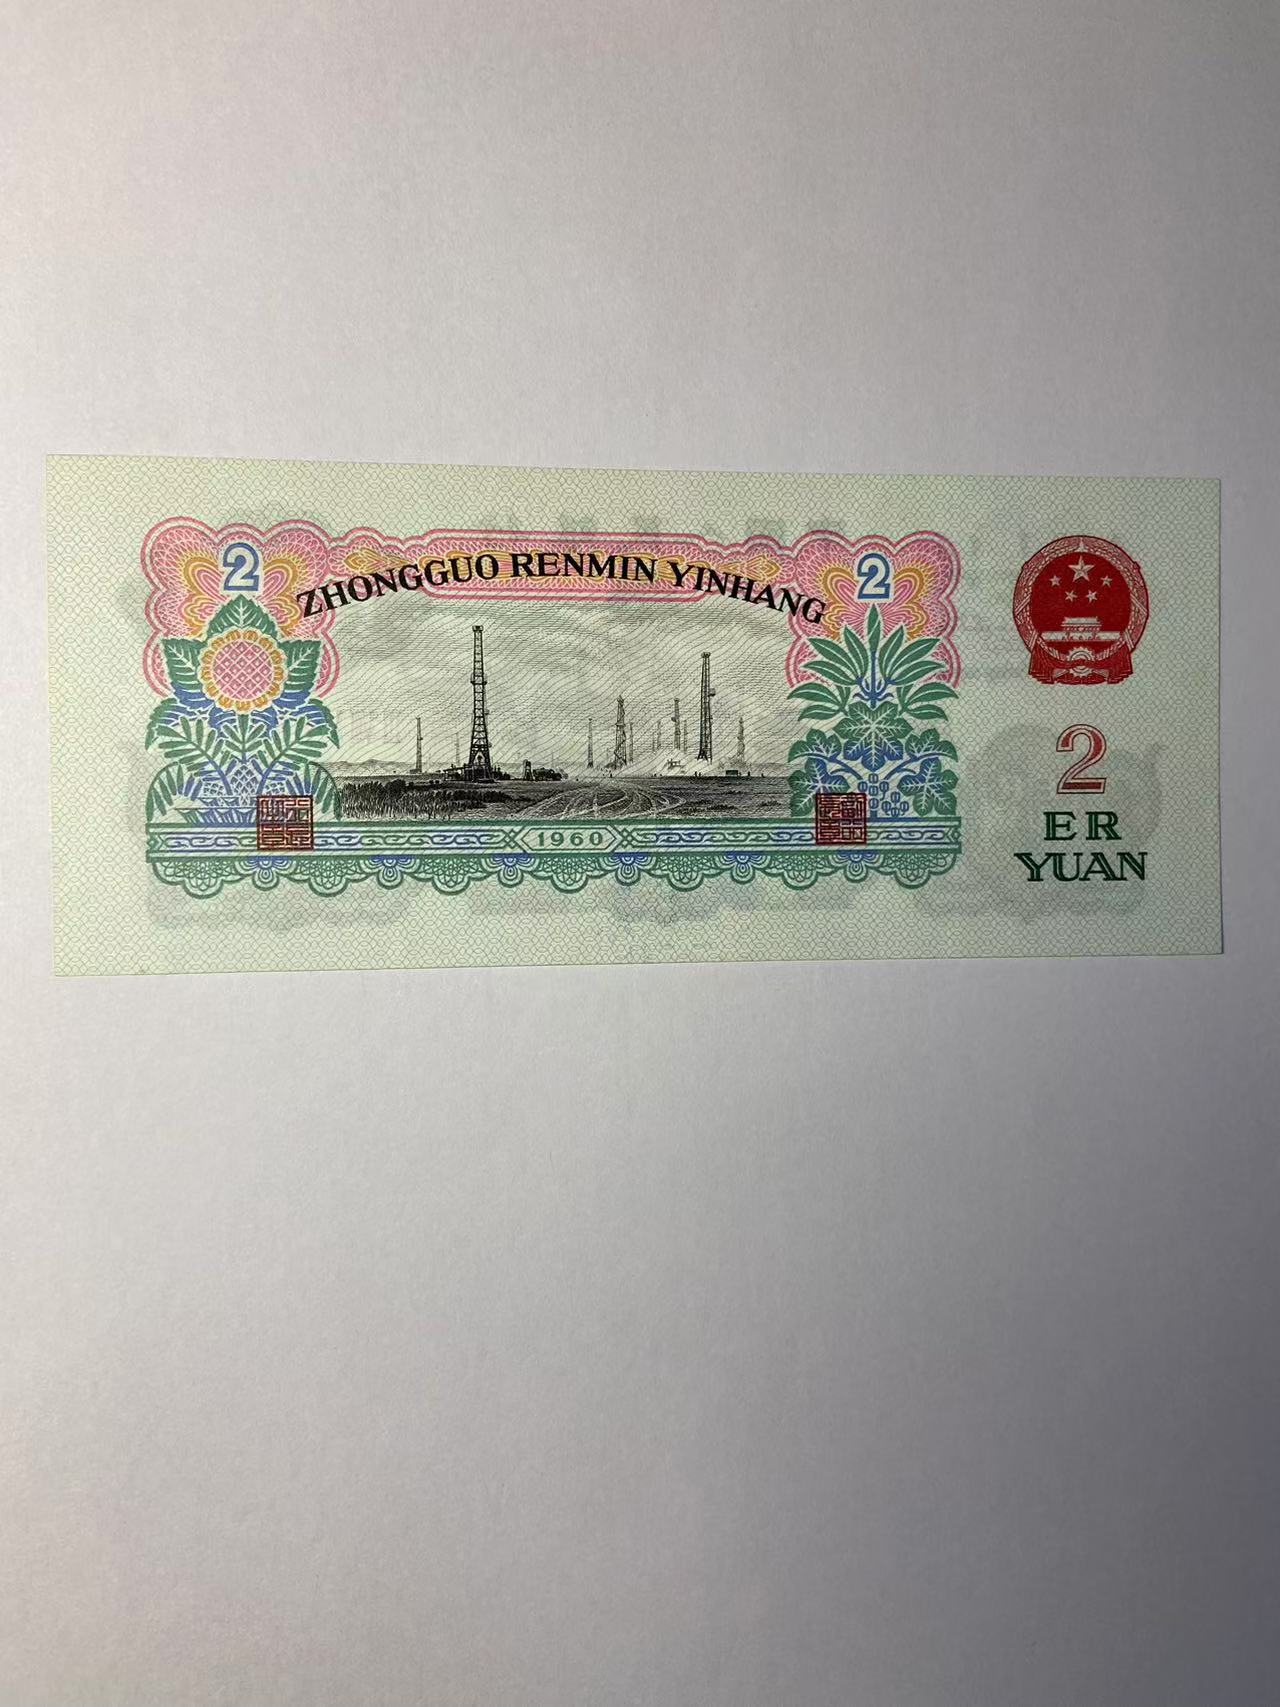 2
2
ZHONGGUO RENMIN YINHANG
1960
2
ER
YUAN